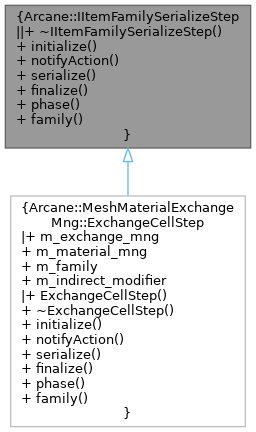 {Arcane::IItemFamilySerializeStep
||+ ~IItemFamilySerializeStep()
+ initialize()
+ notifyAction()
+ serialize()
+ finalize()
+ phase()
+ family()
}
{Arcane::MeshMaterialExchange
Mng::ExchangeCellStep
|+ m_exchange_mng
+ m_material_mng
+ m_family
+ m_indirect_modifier
|+ ExchangeCellStep()
+ ~ExchangeCellStep()
+ initialize()
+ notifyAction()
+ serialize()
+ finalize()
+ phase()
+ family()
}